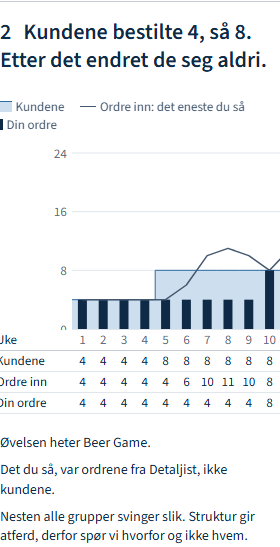 2 Kundene bestilte 4, så 8.
Etter det endret de seg aldri.
Kundene Ordre inn: det eneste du så
Din ordre
24
16
8
0
Uke 1 2 3 4 5 6 7 8 9 10
Kundene 4 4 4 4 8 8 8 8 8 8
Ordre inn 4 4 4 4 4 6 10 11 10 8
Din ordre 4 4 4 4 4 4 4 4 4 8
Øvelsen heter Beer Game.
Det du så, var ordrene fra Detaljist, ikke
kundene.
Nesten alle grupper svinger slik. Struktur gir
atferd, derfor spør vi hvorfor og ikke hvem.